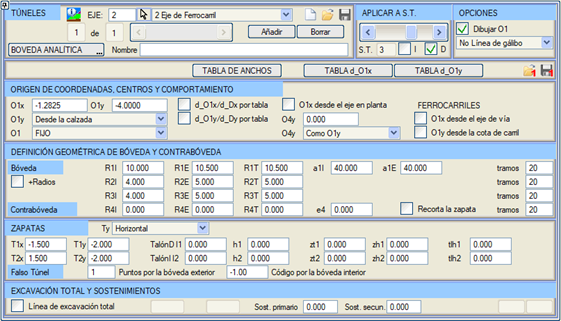 TÚNELES EJE: 2 2 Eje de Ferrocarril APLICAR A S.T. OPCIONES
1 de 1 Añadir Borrar Dibujar O1
BOVEDA ANALÍTICA ... Nombre S.T. 3 I D No Línea de gálibo
TABLA DE ANCHOS TABLA d_O1x TABLA d_O1y
ORIGEN DE COORDENADAS, CENTROS Y COMPORTAMIENTO
O1x -1.2825 O1y -4.0000 d_O1x/d_Dx por tabla O1x desde el eje en planta FERROCARRILES
O1y Desde la calzada d_O1y/d_Dx por tabla O4y 0.000 O1x desde el eje de vía
O1 FIJO O4y Como O1y O1y desde la cota de carril
DEFINICIÓN GEOMÉTRICA DE BÓVEDA Y CONTRABÓVEDA
Bóveda R1I 10.000 R1E 10.500 R1T 10.500 a1I 40.000 a1E 40.000 tramos 20
+Radios R2I 4.000 R2E 5.000 R2T 5.000 tramos 20
R3I 4.000 R3E 5.000 R3T 5.000 tramos 20
Contrabóveda R4I 0.000 R4E 0.000 R4T 0.000 e4 0.000 Recorta la zapata tramos 20
ZAPATAS Ty Horizontal
T1x -1.500 T1y -2.000 TalónD I1 0.000 h1 0.000 zt1 0.000 zh1 0.000 tlh1 0.000
T2x 1.500 T2y -2.000 TalónI I2 0.000 h2 0.000 zt2 0.000 zh2 0.000 tlh2 0.000
Falso Túnel 1 Puntos por la bóveda exterior -1.00 Código por la bóveda interior
EXCAVACIÓN TOTAL Y SOSTENIMIENTOS
Línea de excavación total Sost. primario 0.000 Sost. secun. 0.000